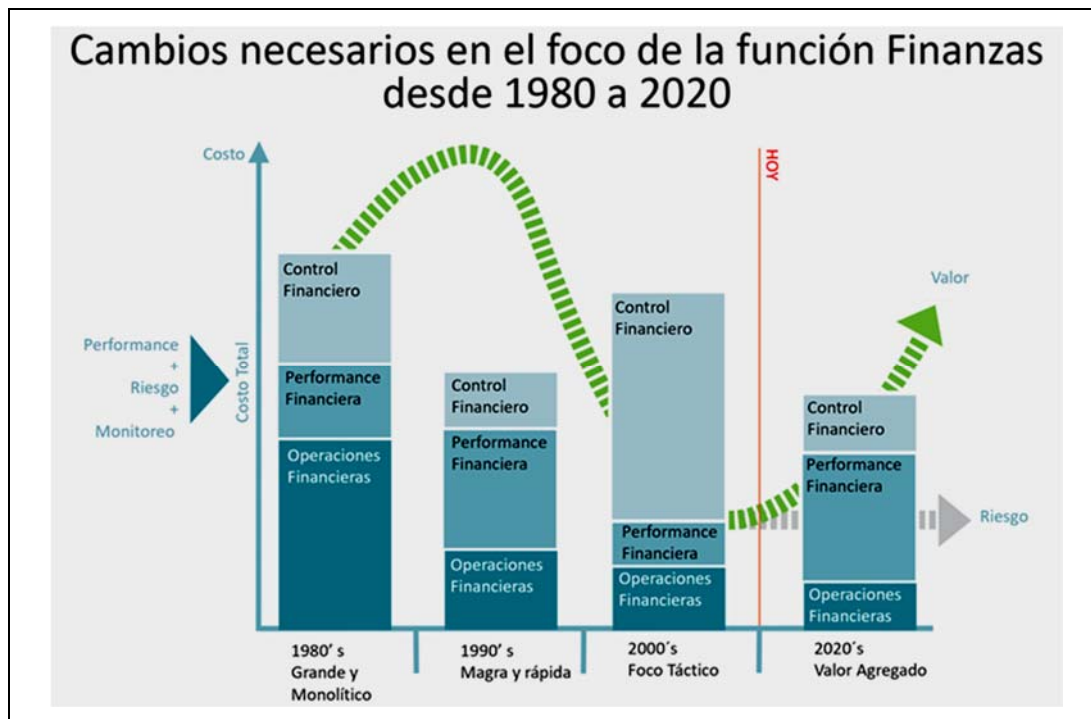 Cambios necesarios en el foco de la función Finanzas
desde 1980 a 2020
Costo
HOY
Valor
Performance
+
Riesgo
+
Monitoreo
Costo Total
Control
Financiero
Performance
Financiera
Operaciones
Financieras
Control
Financiero
Performance
Financiera
Operaciones
Financieras
Control
Financiero
Performance
Financiera
Operaciones
Financieras
Control
Financiero
Performance
Financiera
Operaciones
Financieras
Riesgo
1980' s
Grande y
Monolítico
1990' s
Magra y rápida
2000´s
Foco Táctico
2020´s
Valor Agregado